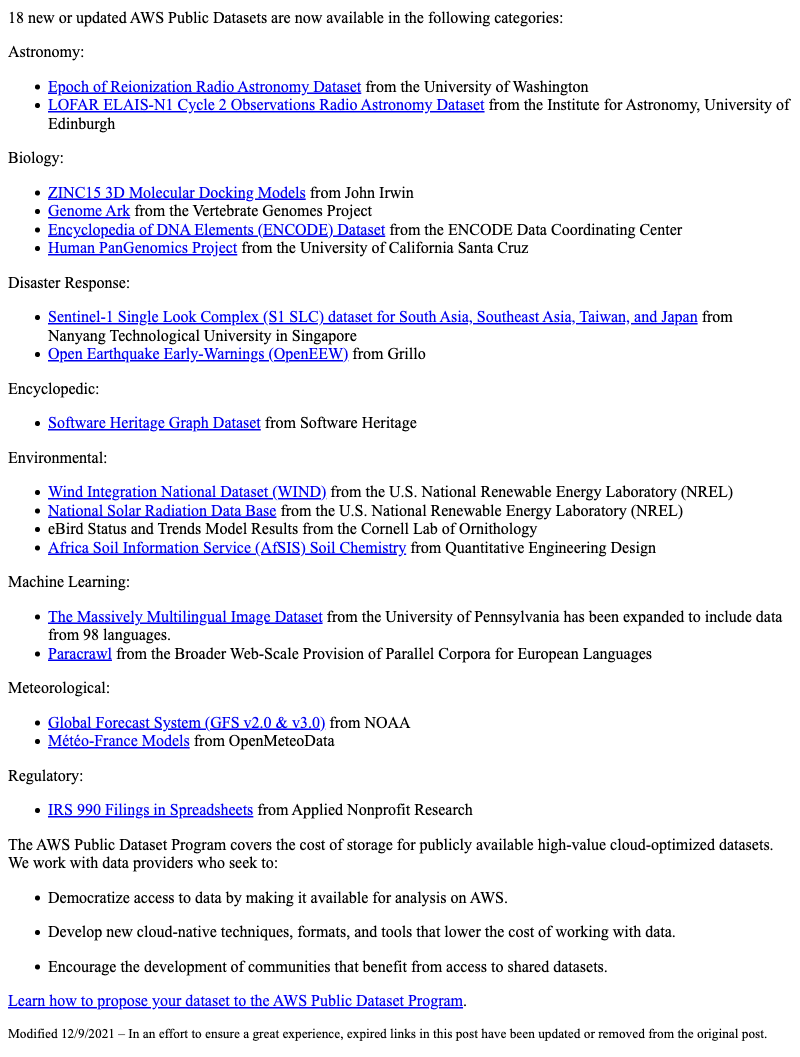 18 new or updated AWS Public Datasets are now available in the following categories:
Astronomy:
• Epoch of Reionization Radio Astronomy Dataset from the University of Washington
• LOFAR ELAIS-N1 Cycle 2 Observations Radio Astronomy Dataset from the Institute for Astronomy, University of
Edinburgh
Biology:
• ZINC15 3D Molecular Docking Models from John Irwin
• Genome Ark from the Vertebrate Genomes Project
• Encyclopedia of DNA Elements (ENCODE) Dataset from the ENCODE Data Coordinating Center
• Human PanGenomics Project from the University of California Santa Cruz
Disaster Response:
• Sentinel-1 Single Look Complex (S1 SLC) dataset for South Asia, Southeast Asia, Taiwan, and Japan from
Nanyang Technological University in Singapore
• Open Earthquake Early-Warnings (OpenEEW) from Grillo
Encyclopedic:
• Software Heritage Graph Dataset from Software Heritage
Environmental:
• Wind Integration National Dataset (WIND) from the U.S. National Renewable Energy Laboratory (NREL)
• National Solar Radiation Data Base from the U.S. National Renewable Energy Laboratory (NREL)
• eBird Status and Trends Model Results from the Cornell Lab of Ornithology
• Africa Soil Information Service (AfSIS) Soil Chemistry from Quantitative Engineering Design
Machine Learning:
• The Massively Multilingual Image Dataset from the University of Pennsylvania has been expanded to include data
from 98 languages.
• Paracrawl from the Broader Web-Scale Provision of Parallel Corpora for European Languages
Meteorological:
• Global Forecast System (GFS v2.0 & v3.0) from NOAA
• Météo-France Models from OpenMeteoData
Regulatory:
• IRS 990 Filings in Spreadsheets from Applied Nonprofit Research
The AWS Public Dataset Program covers the cost of storage for publicly available high-value cloud-optimized datasets.
We work with data providers who seek to:
• Democratize access to data by making it available for analysis on AWS.
• Develop new cloud-native techniques, formats, and tools that lower the cost of working with data.
• Encourage the development of communities that benefit from access to shared datasets.
Learn how to propose your dataset to the AWS Public Dataset Program.
Modified 12/9/2021 – In an effort to ensure a great experience, expired links in this post have been updated or removed from the original post.